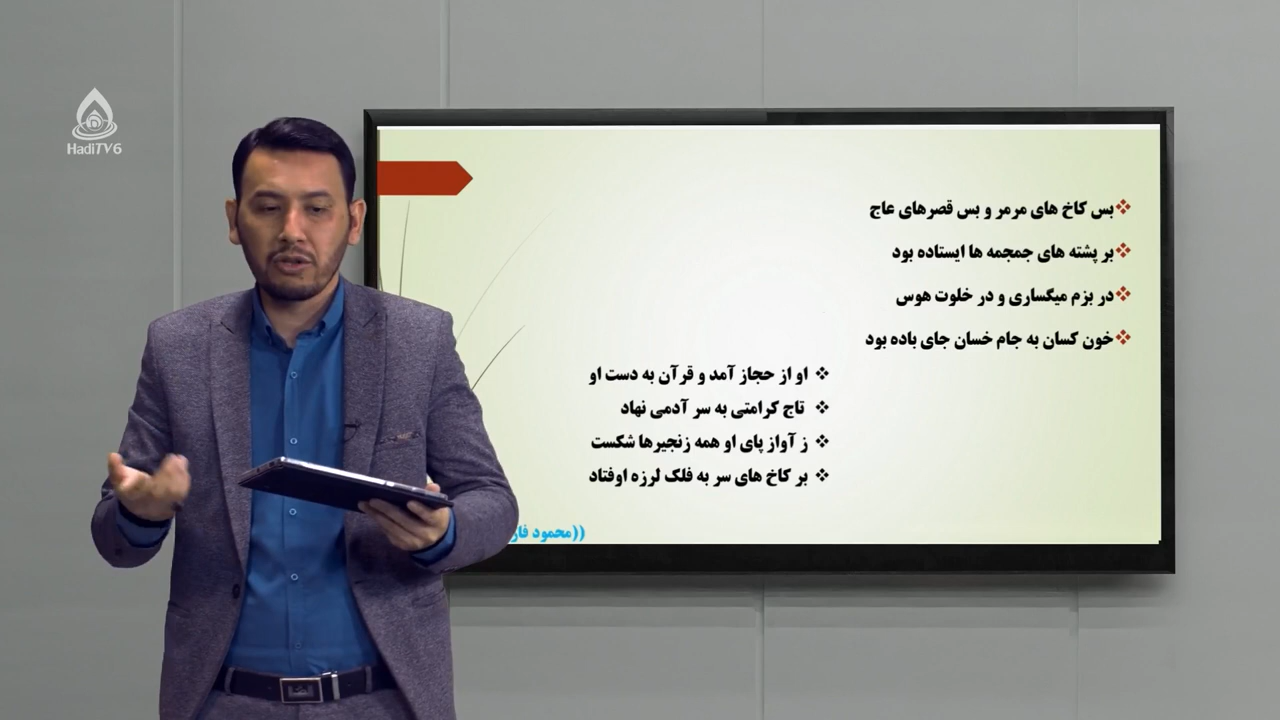 HadiTV6
بس کاخ های مرمر و بس قصرهای عاج
بر پشته های جمجمه ها ایستاده بود
در بزم میگساری و در خلوت هوس
خون کسان به جام خسان جای باده بود
او از حجاز آمد و قرآن به دست او
تاج کرامتی به سر آدمی نهاد
ز آواز پای او همه زنجیرها شکست
بر کاخ های سر به فلک لرزه اوفتاد
((محمود